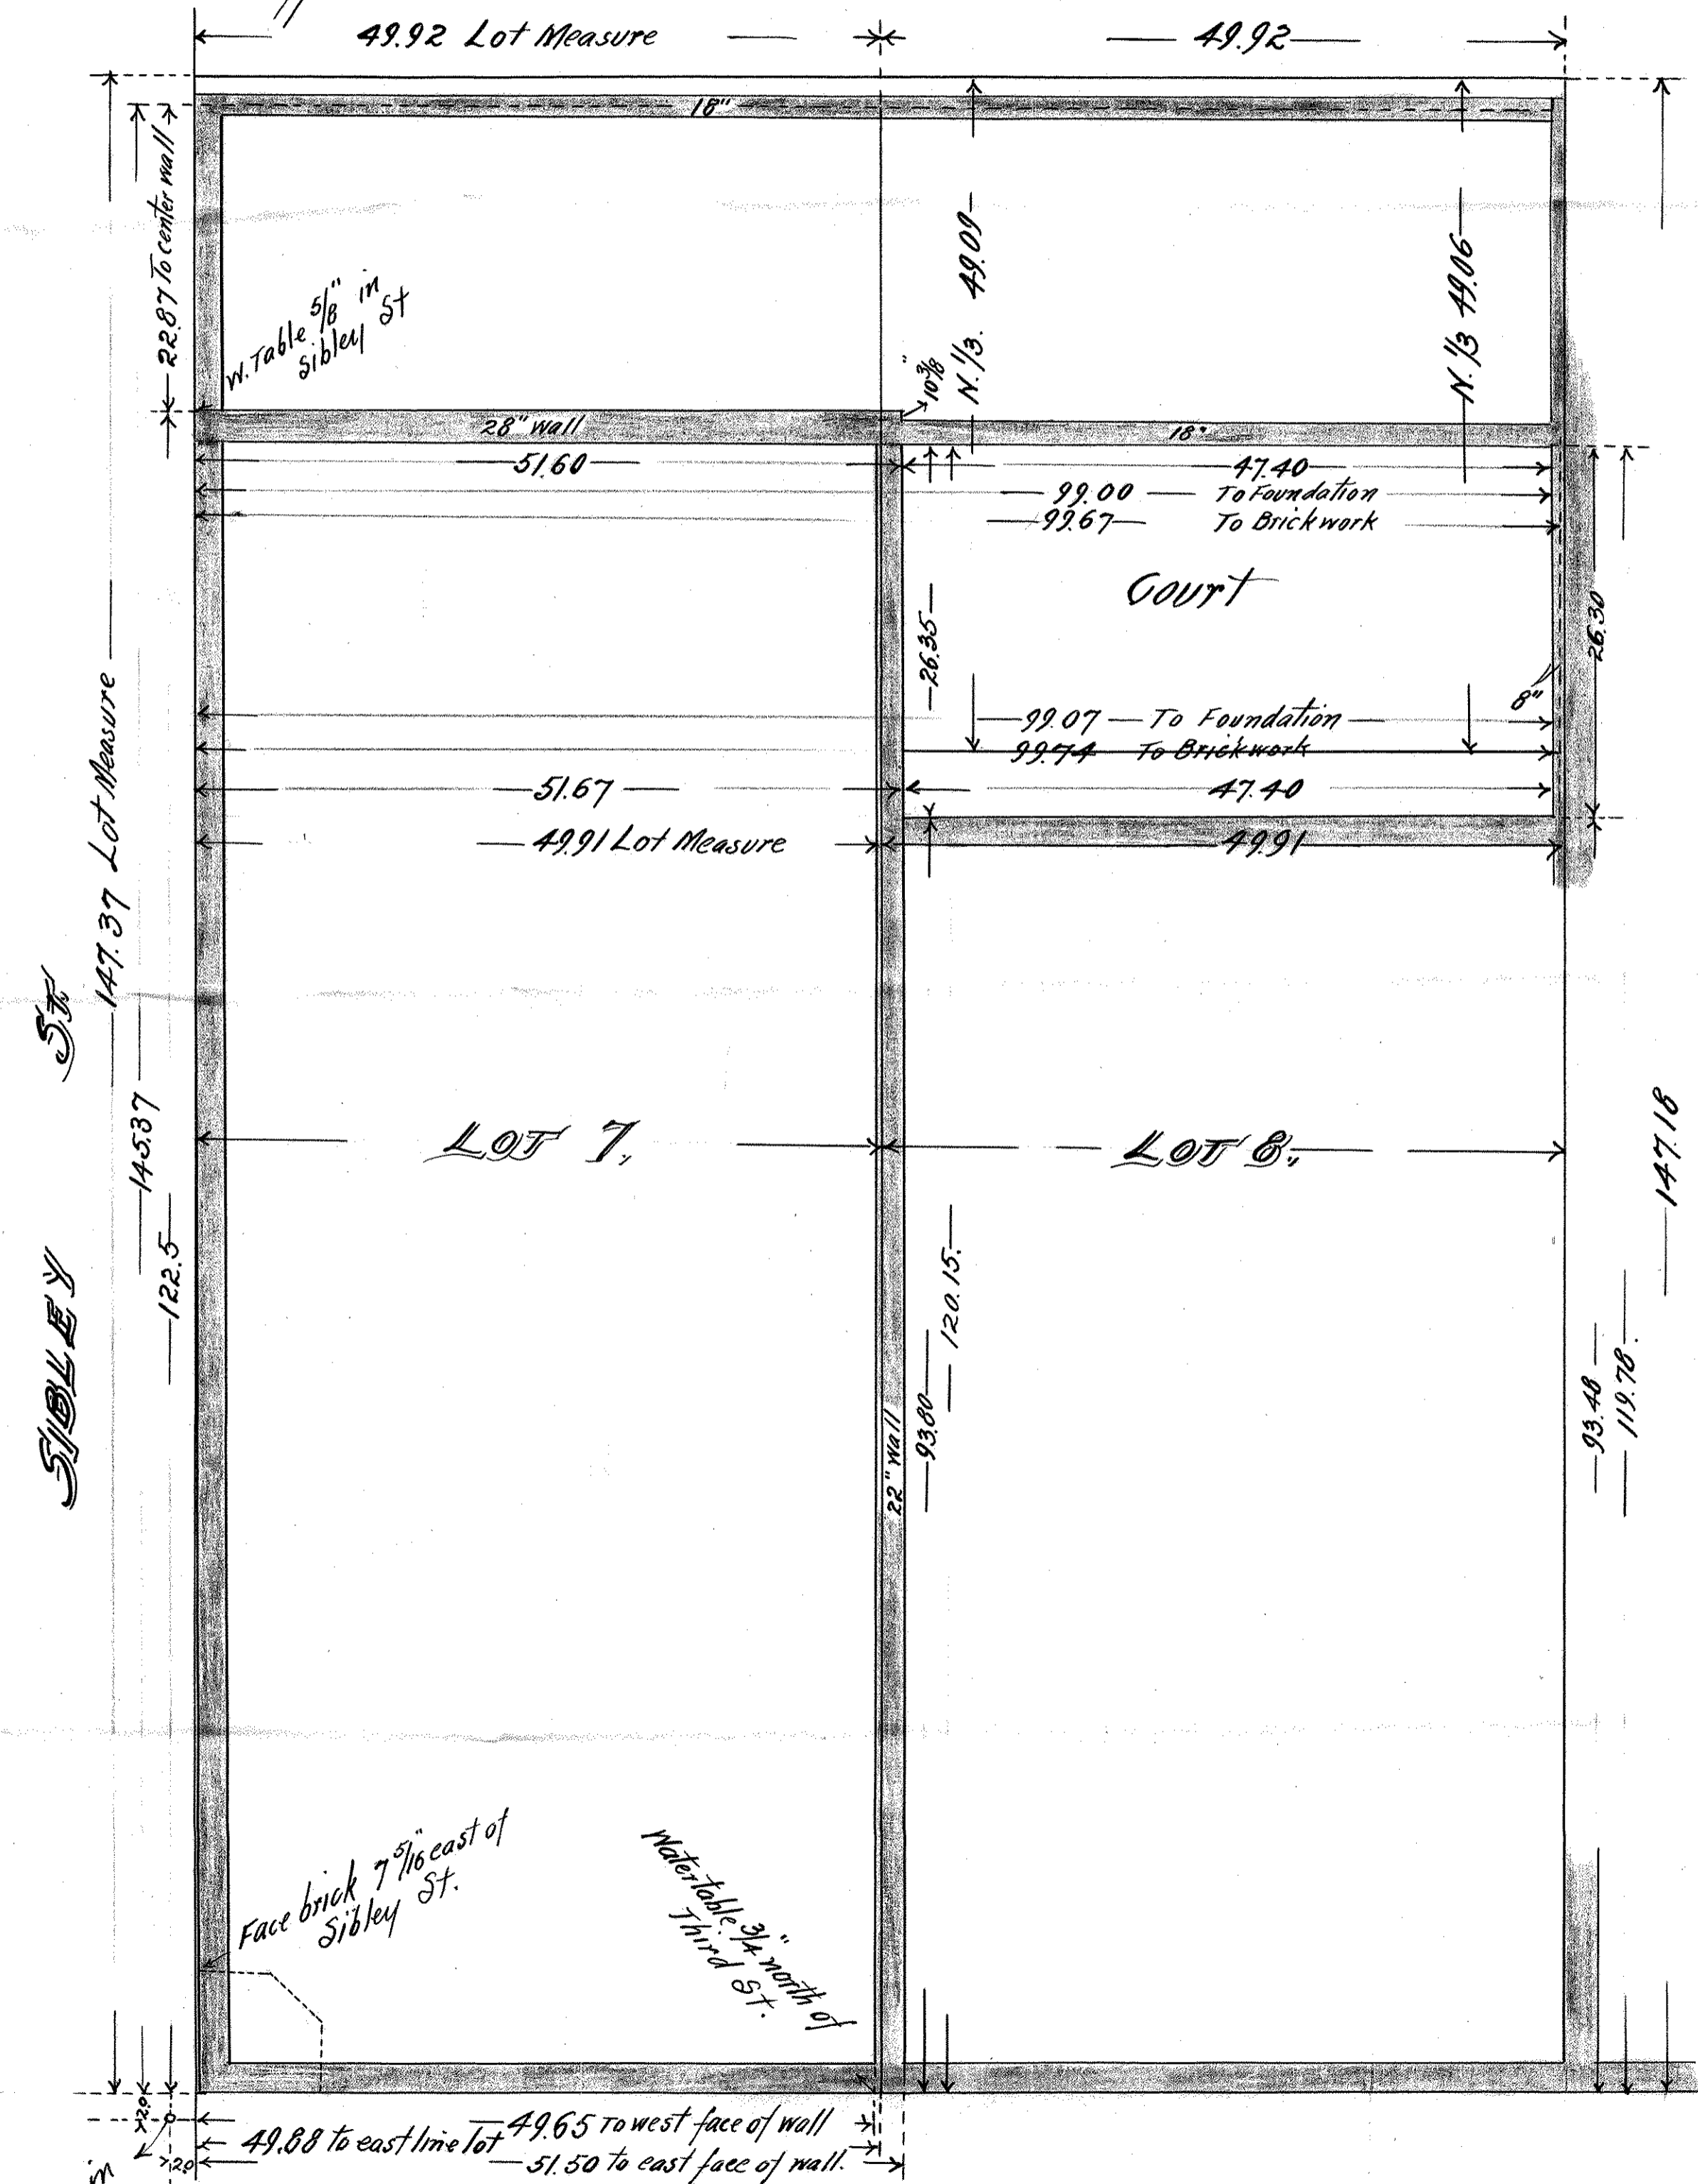 49.92 Lot Measure
49.92
18"
22.87 To center wall
W. Table 5/8" in
Sibley St
10 3/8"
N. 1/3. 49.09
N. 1/3 49.06
28" wall
18"
51.60
47.40
99.00 To Foundation
99.67 To Brickwork
Court
26.35
26.30
8"
99.07 To Foundation
99.74 To Brickwork
51.67
47.40
49.91 Lot Measure
49.91
147.37 Lot Measure
145.37
122.5
SIBLEY ST.
LOT 7,
LOT 8,
147.18
22" Wall
93.80
120.15
93.48
119.78
Face brick 7 5/16" east of
Sibley St.
Watertable 3/4" north of
Third St.
49.65 To west face of wall
49.88 to east line lot
51.50 to east face of wall.